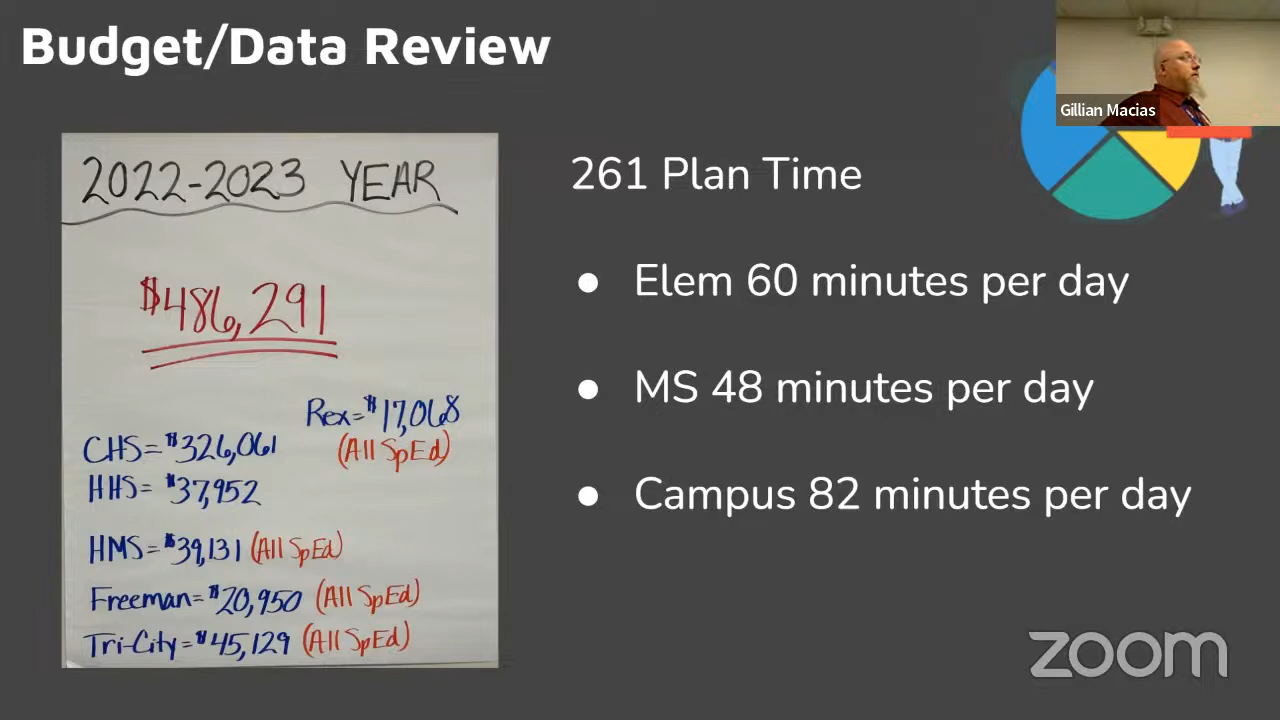 Budget/Data Review
Gillian Macias
2022-2023 YEAR
$486,291
Rex=$17,068
(All SpEd)
CHS=$326,061
HHS=$37,952
HMS=$39,131 (All SpEd)
Freeman=$20,950 (All SpEd)
Tri-City=$45,129 (All SpEd)
261 Plan Time
● Elem 60 minutes per day
● MS 48 minutes per day
● Campus 82 minutes per day
zoom